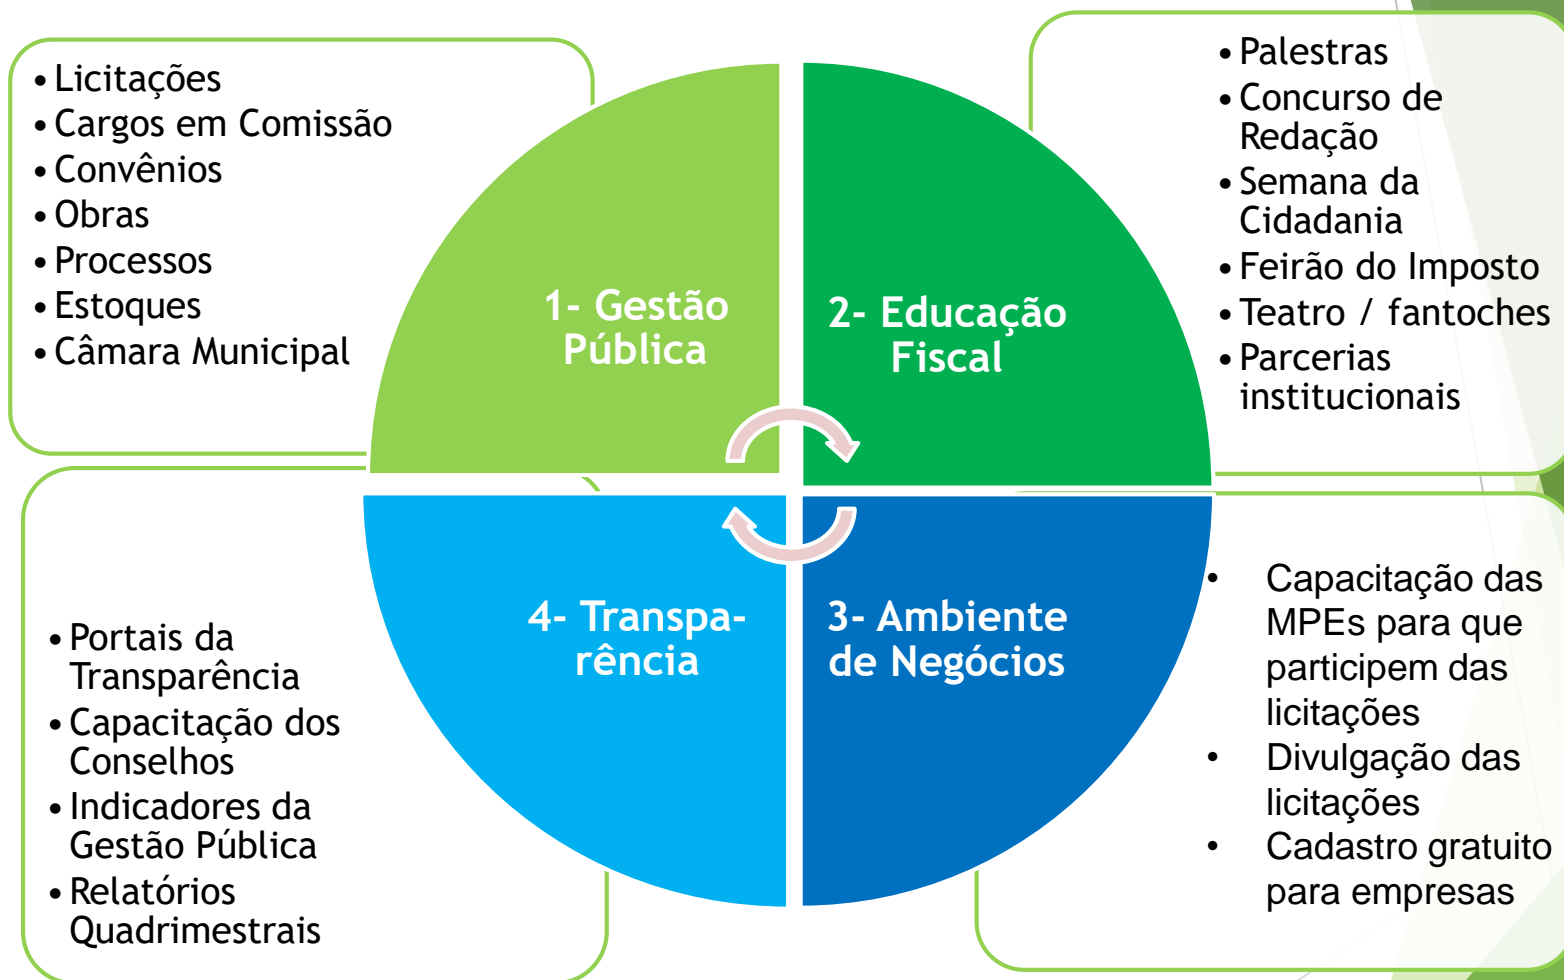 • Licitações
• Cargos em Comissão
• Convênios
• Obras
• Processos
• Estoques
• Câmara Municipal
1- Gestão
Pública
2- Educação
Fiscal
• Palestras
• Concurso de
Redação
• Semana da
Cidadania
• Feirão do Imposto
• Teatro / fantoches
• Parcerias
institucionais
• Portais da
Transparência
• Capacitação dos
Conselhos
• Indicadores da
Gestão Pública
• Relatórios
Quadrimestrais
4- Transpa-
rência
3- Ambiente
de Negócios
• Capacitação das
MPEs para que
participem das
licitações
• Divulgação das
licitações
• Cadastro gratuito
para empresas